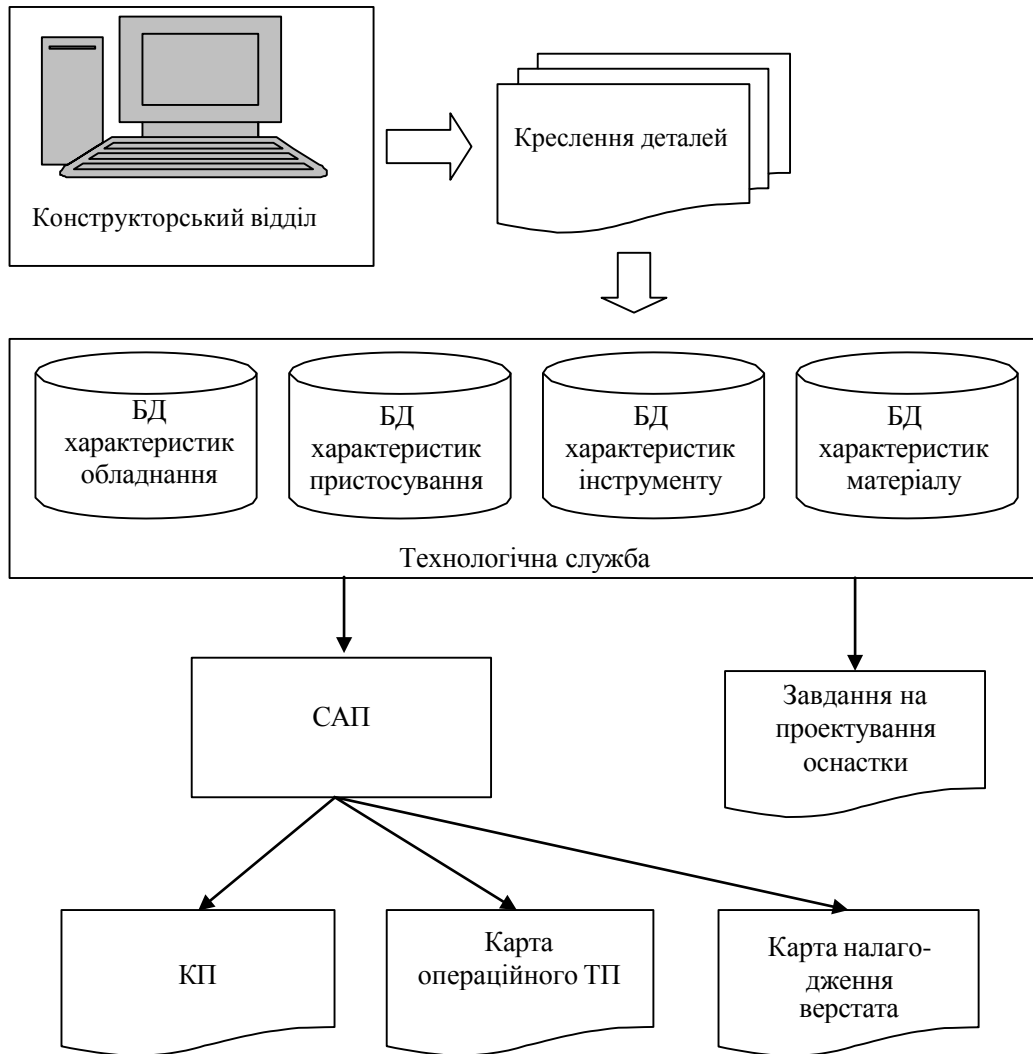 Креслення деталей
Конструкторський відділ
БД
характеристик
обладнання
БД
характеристик
пристосування
БД
характеристик
інструменту
БД
характеристик
матеріалу
Технологічна служба
САП
Завдання на
проектування
оснастки
КП
Карта
операційного ТП
Карта налаго-
дження
верстата